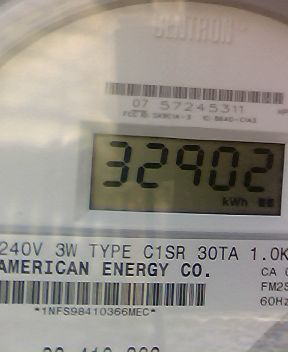 CENTRON
07 57245311
32902
kWh
240V 3W TYPE C1SR 30TA 1.0K
AMERICAN ENERGY CO.
CA
FM2S
60Hz
*1NFS98410366MEC*